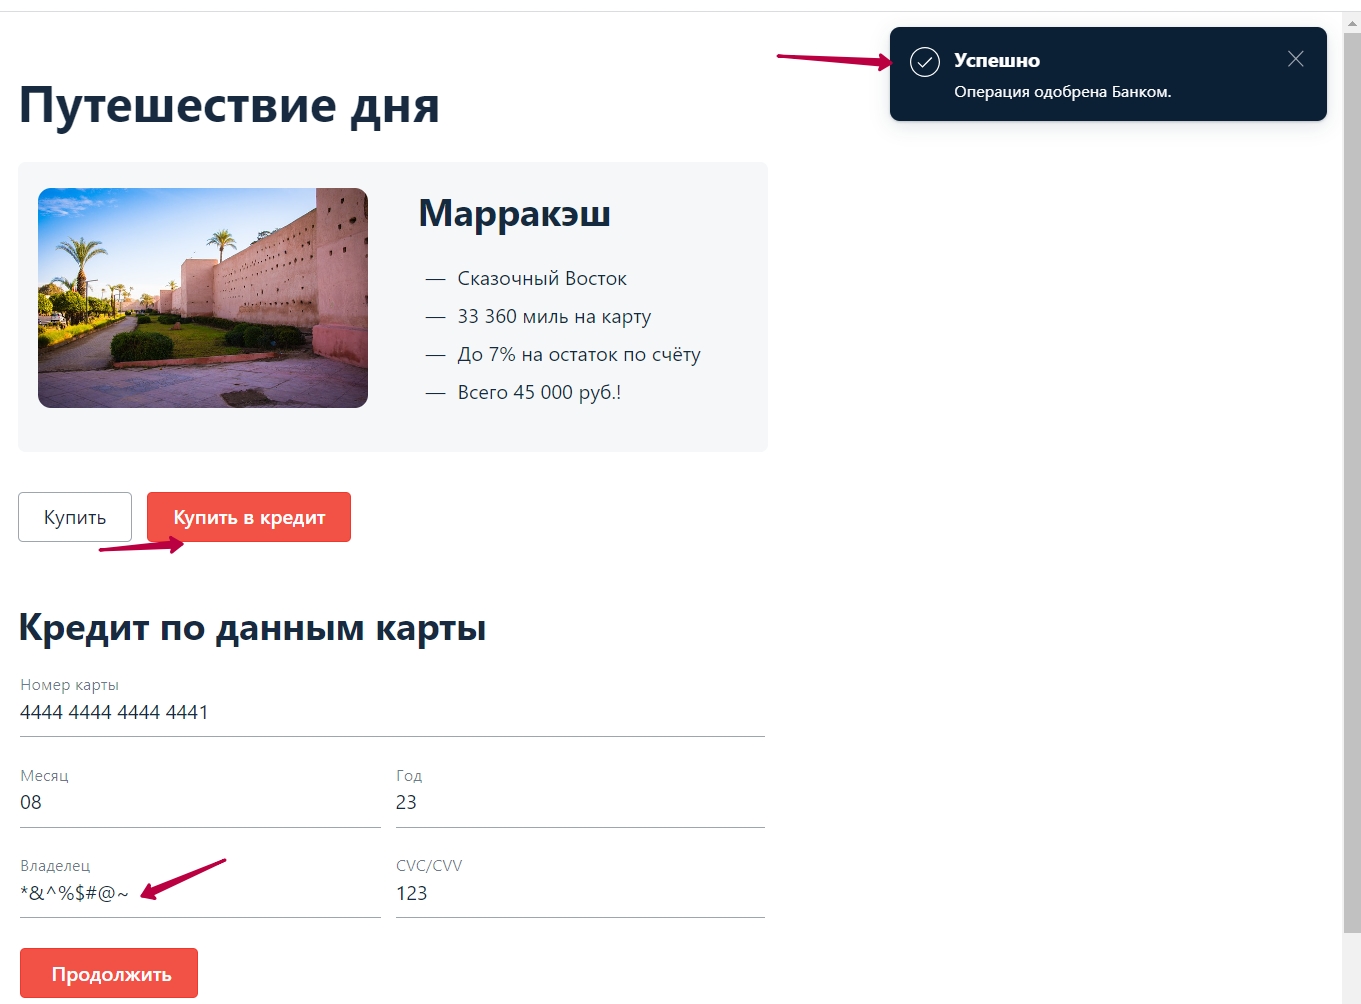 Успешно
Операция одобрена Банком.
Путешествие дня
Марракэш
— Сказочный Восток
— 33 360 миль на карту
— До 7% на остаток по счёту
— Всего 45 000 руб.!
Купить Купить в кредит
Кредит по данным карты
Номер карты
4444 4444 4444 4441
Месяц Год
08 23
Владелец CVC/CVV
*&^%$#@~ 123
Продолжить